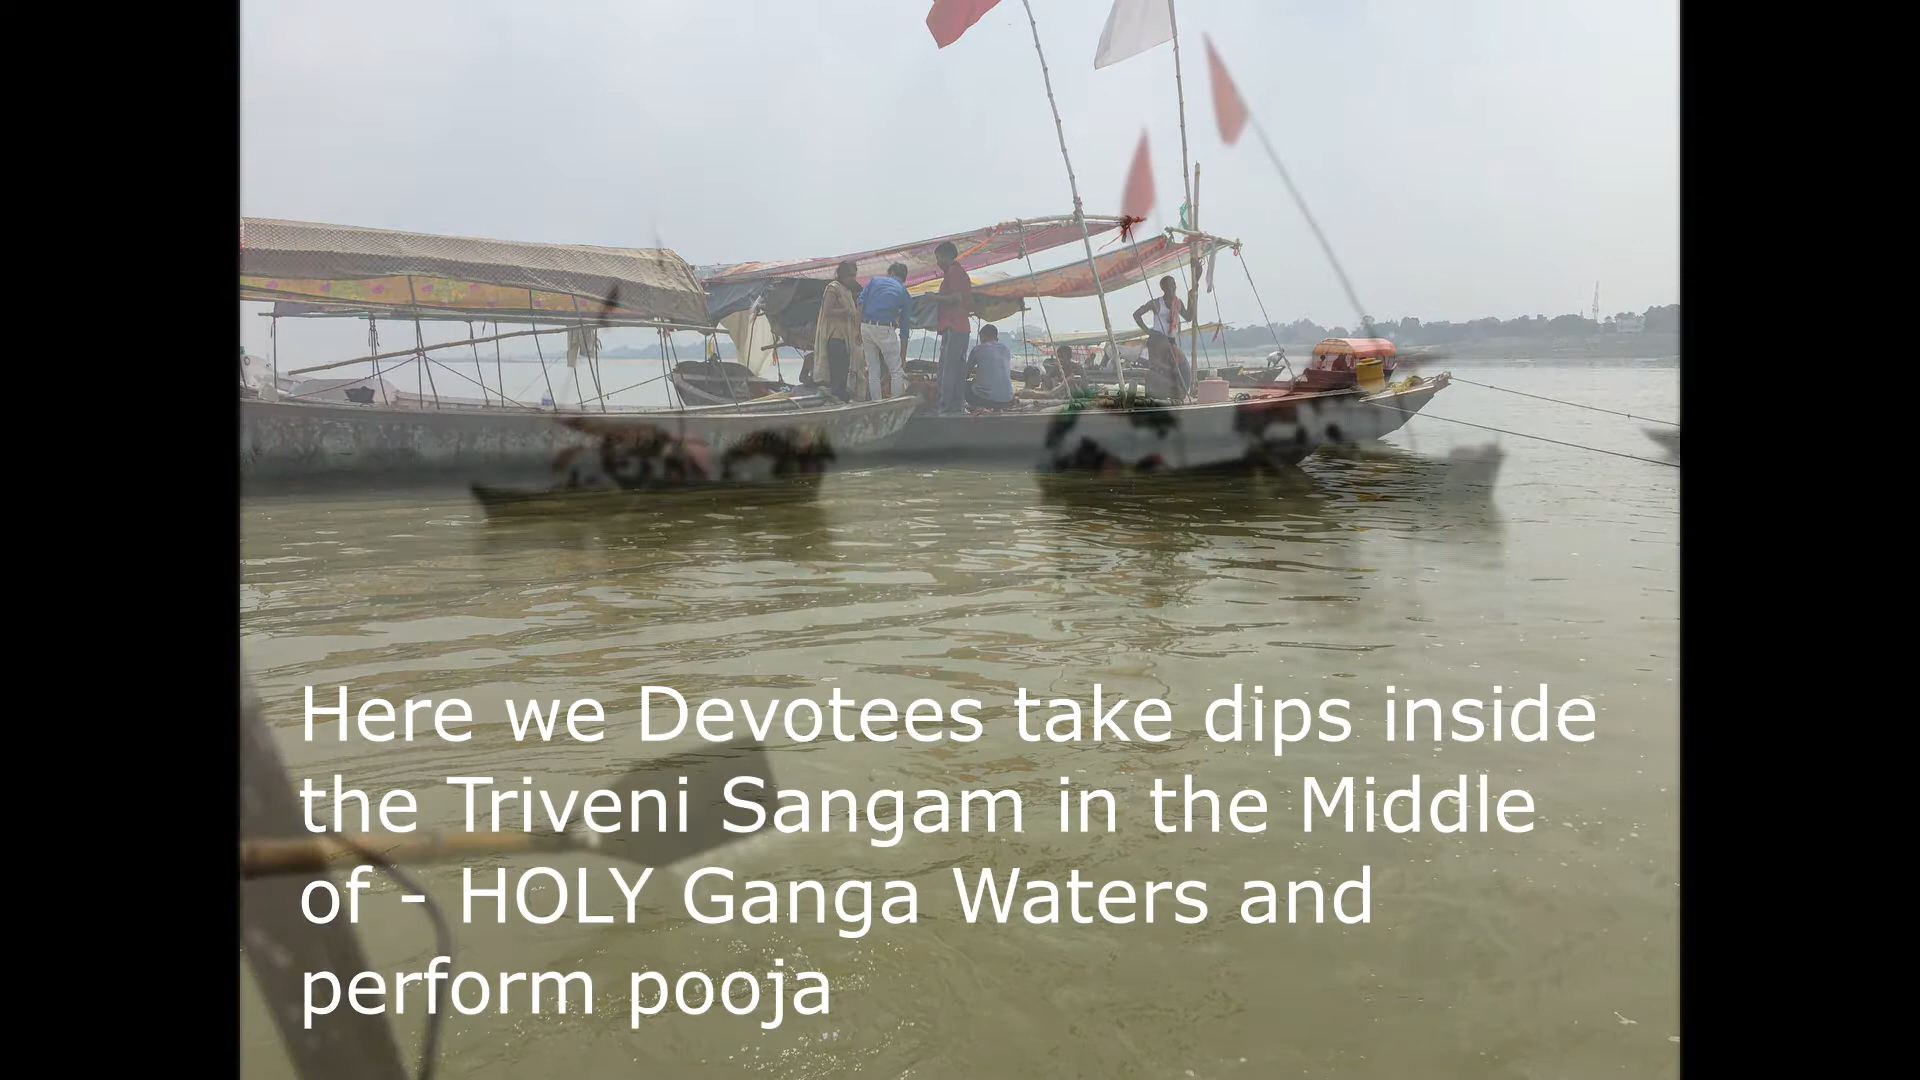 Here we Devotees take dips inside
the Triveni Sangam in the Middle
of - HOLY Ganga Waters and
perform pooja